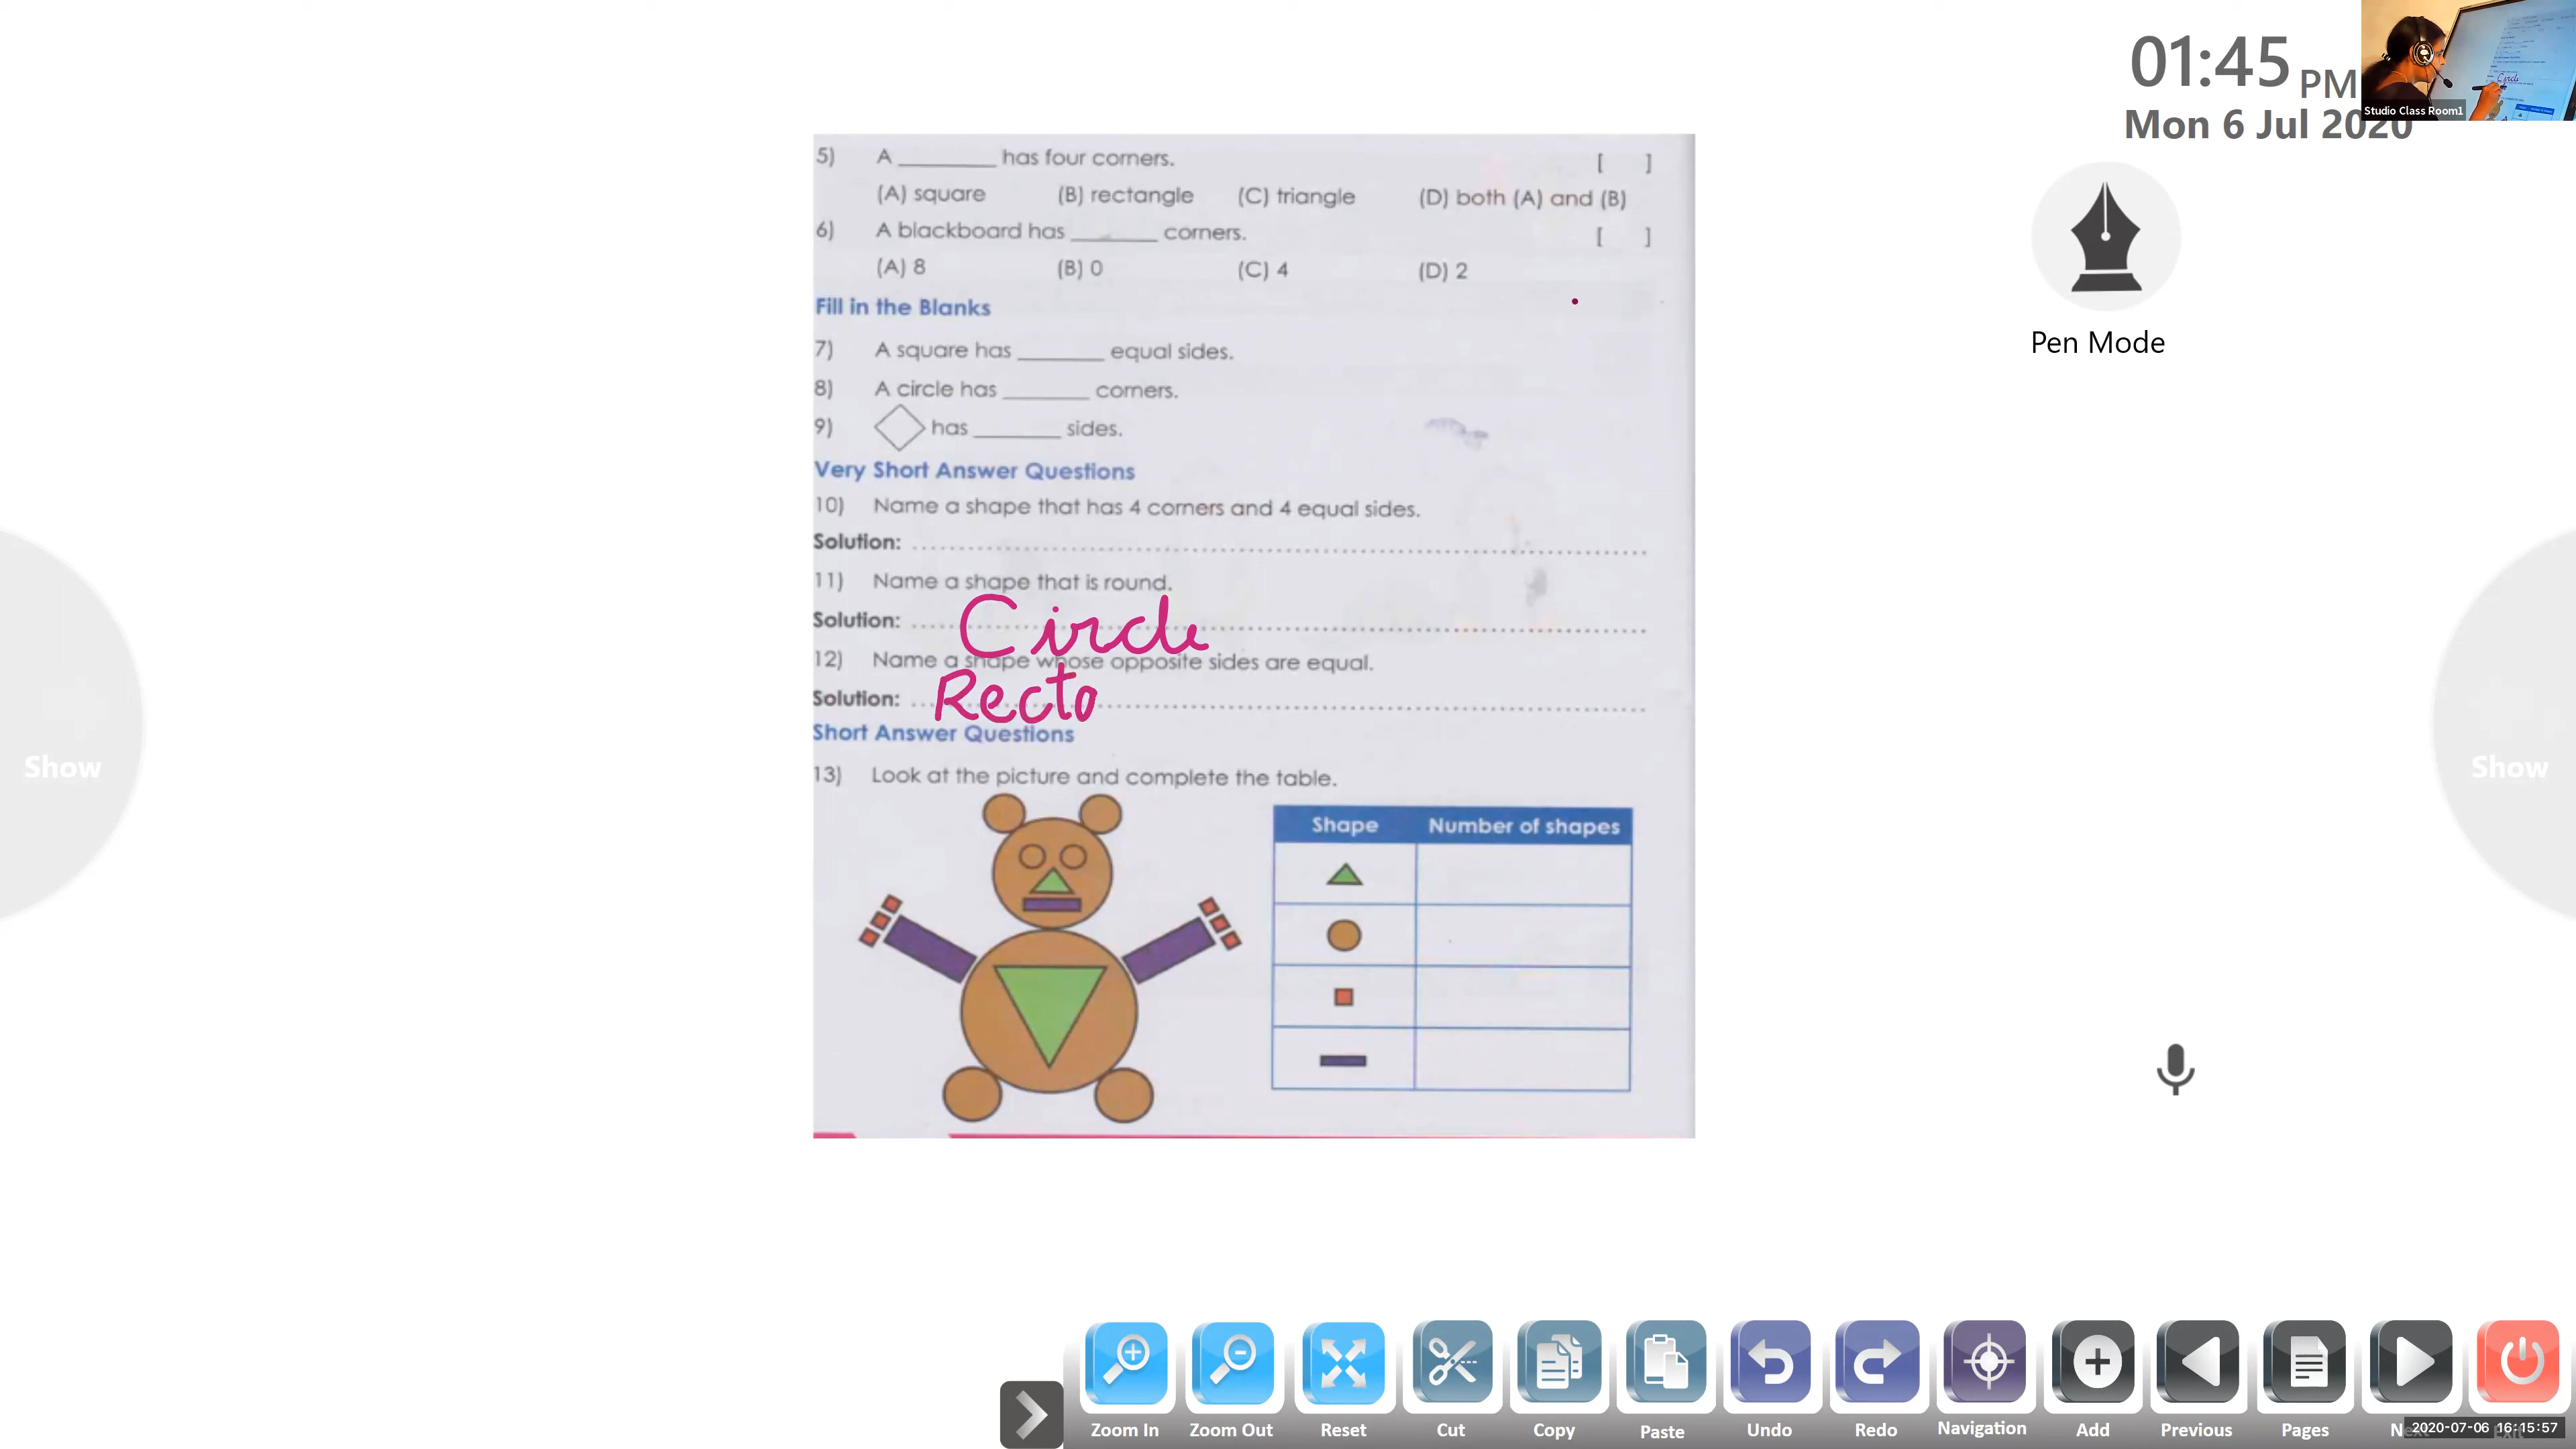 01:45 PM
Mon 6 Jul 2020
Studio Class Room1
Pen Mode
5) A ________ has four corners. [ ]
(A) square (B) rectangle (C) triangle (D) both (A) and (B)
6) A blackboard has _______ corners. [ ]
(A) 8 (B) 0 (C) 4 (D) 2
Fill in the Blanks
7) A square has _______ equal sides.
8) A circle has _______ corners.
9) has _______ sides.
Very Short Answer Questions
10) Name a shape that has 4 corners and 4 equal sides.
Solution:
11) Name a shape that is round.
Solution: Circle
12) Name a shape whose opposite sides are equal.
Solution: Recta
Short Answer Questions
13) Look at the picture and complete the table.
Shape Number of shapes
Show
Show
Zoom In Zoom Out Reset Cut Copy Paste Undo Redo Navigation Add Previous Pages
2020-07-06 16:15:57